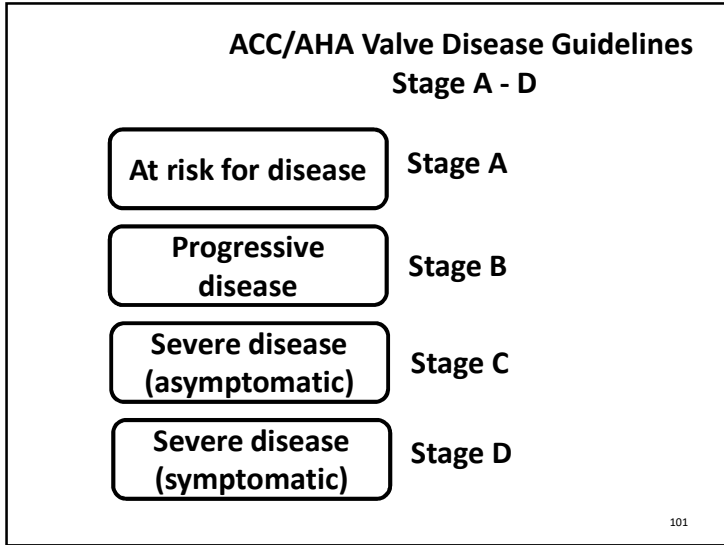 ACC/AHA Valve Disease Guidelines
Stage A - D
At risk for disease
Stage A
Progressive
disease
Stage B
Severe disease
(asymptomatic)
Stage C
Severe disease
(symptomatic)
Stage D
101